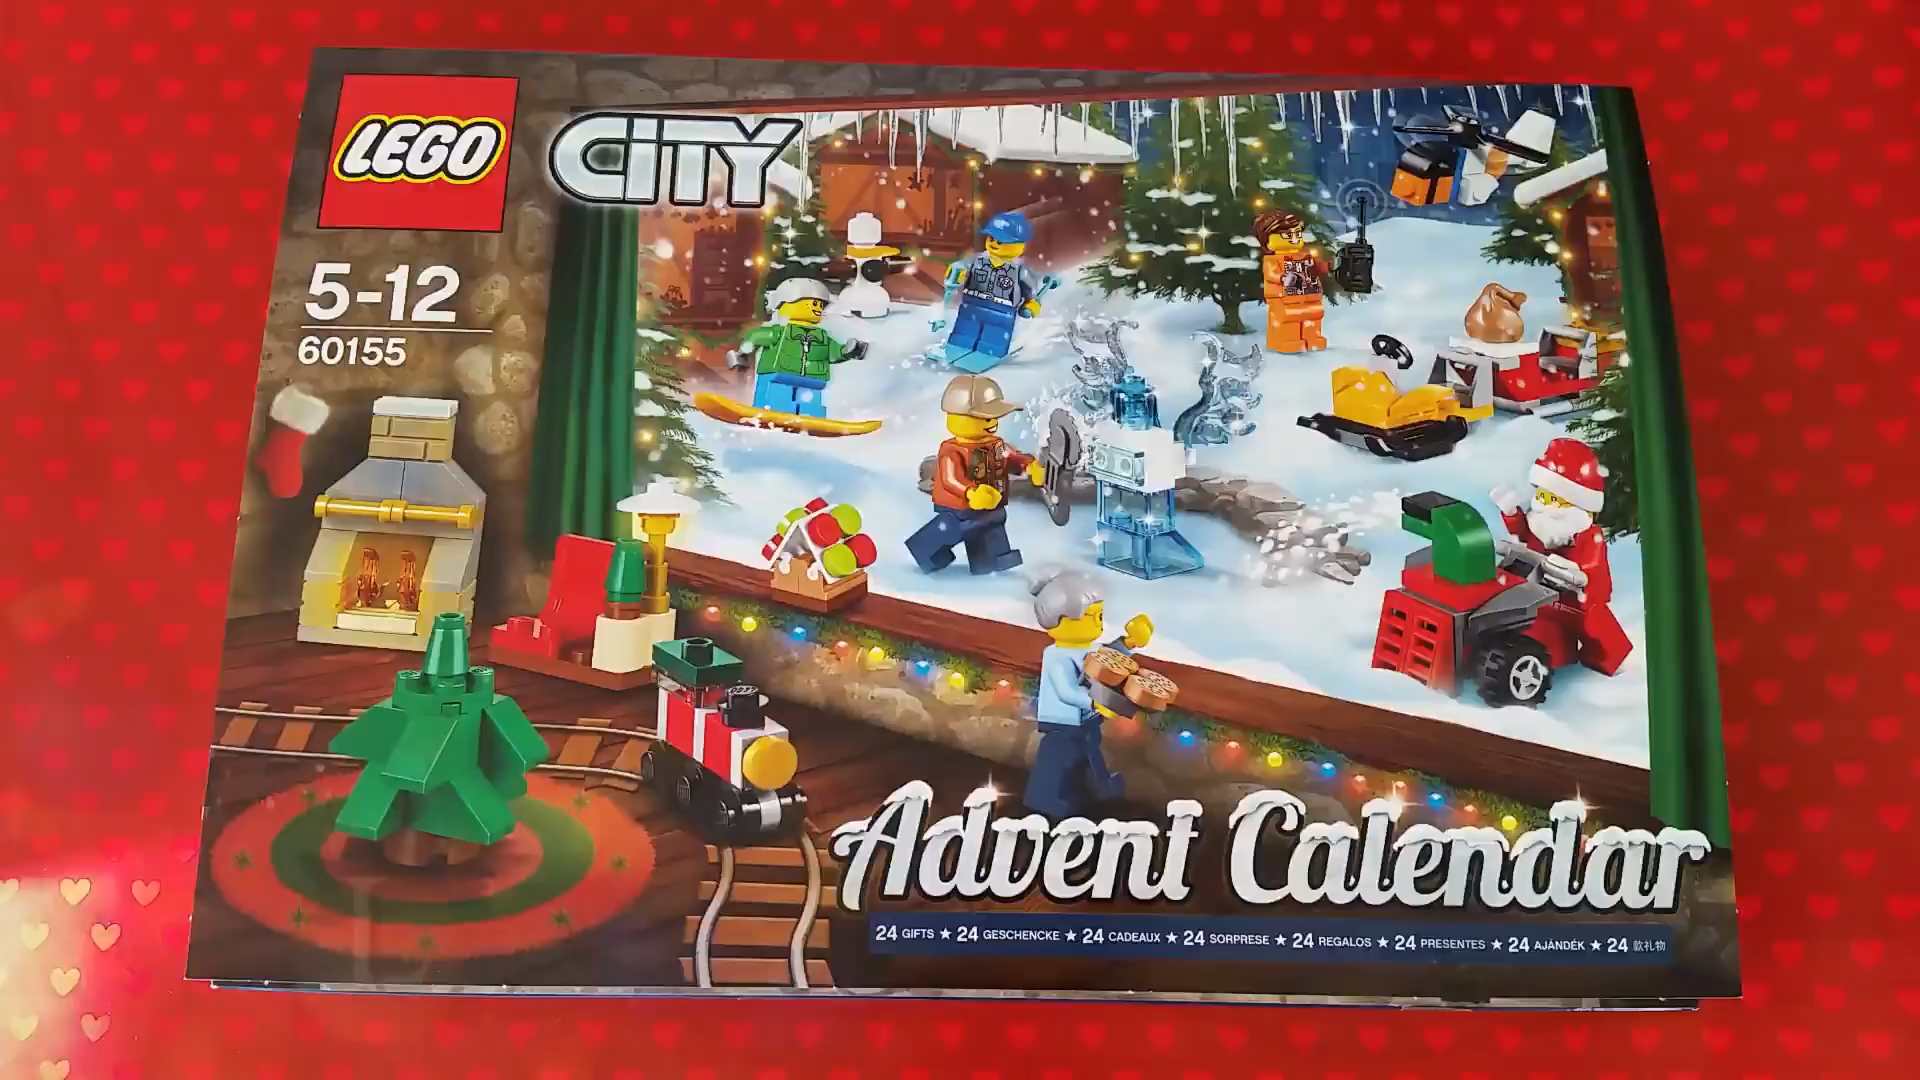 LEGO
CITY
5-12
60155
Advent Calendar
24 GIFTS ★ 24 GESCHENCKE ★ 24 CADEAUX ★ 24 SORPRESE ★ 24 REGALOS ★ 24 PRESENTES ★ 24 AJÁNDÉK ★ 24 款礼物